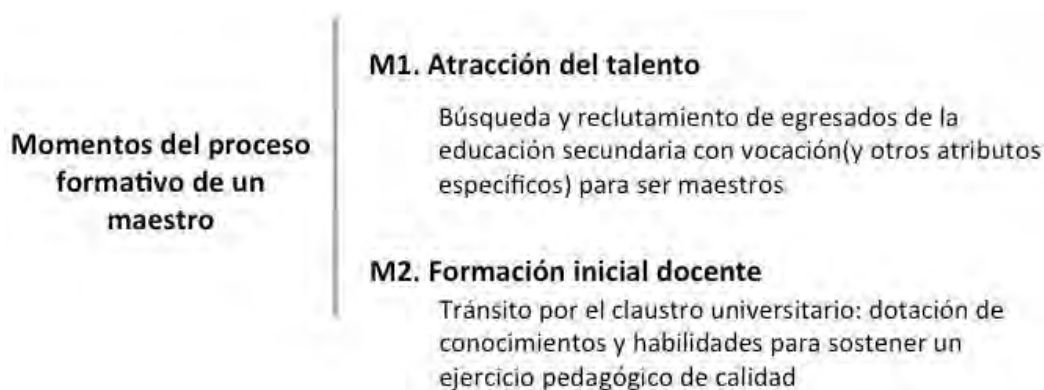 Momentos del proceso
formativo de un
maestro
M1. Atracción del talento
Búsqueda y reclutamiento de egresados de la
educación secundaria con vocación(y otros atributos
específicos) para ser maestros
M2. Formación inicial docente
Tránsito por el claustro universitario: dotación de
conocimientos y habilidades para sostener un
ejercicio pedagógico de calidad